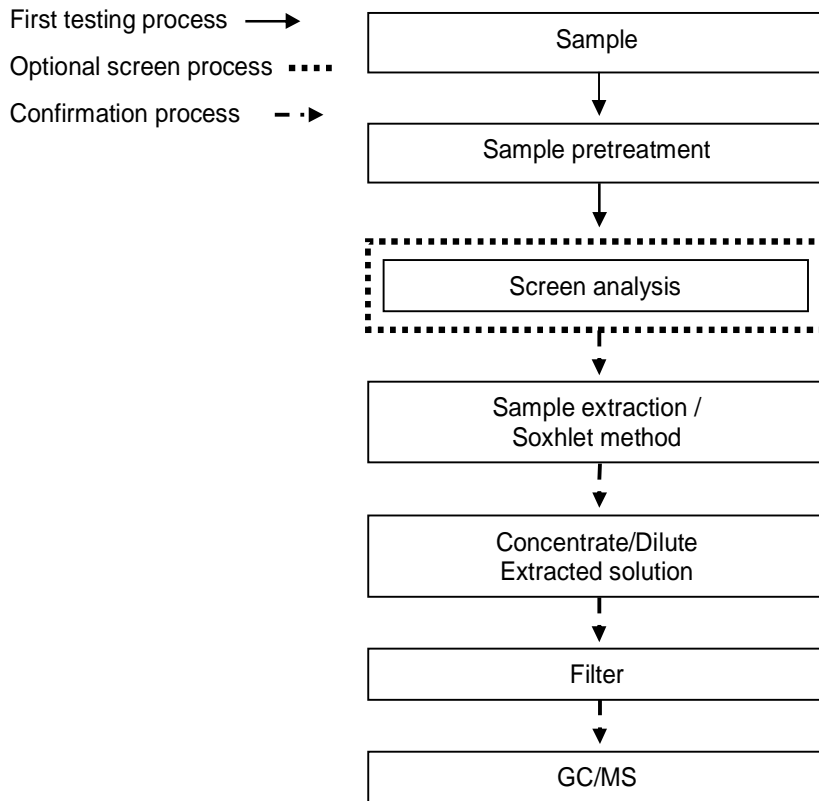 First testing process
Optional screen process
Confirmation process
Sample
Sample pretreatment
Screen analysis
Sample extraction /
Soxhlet method
Concentrate/Dilute
Extracted solution
Filter
GC/MS